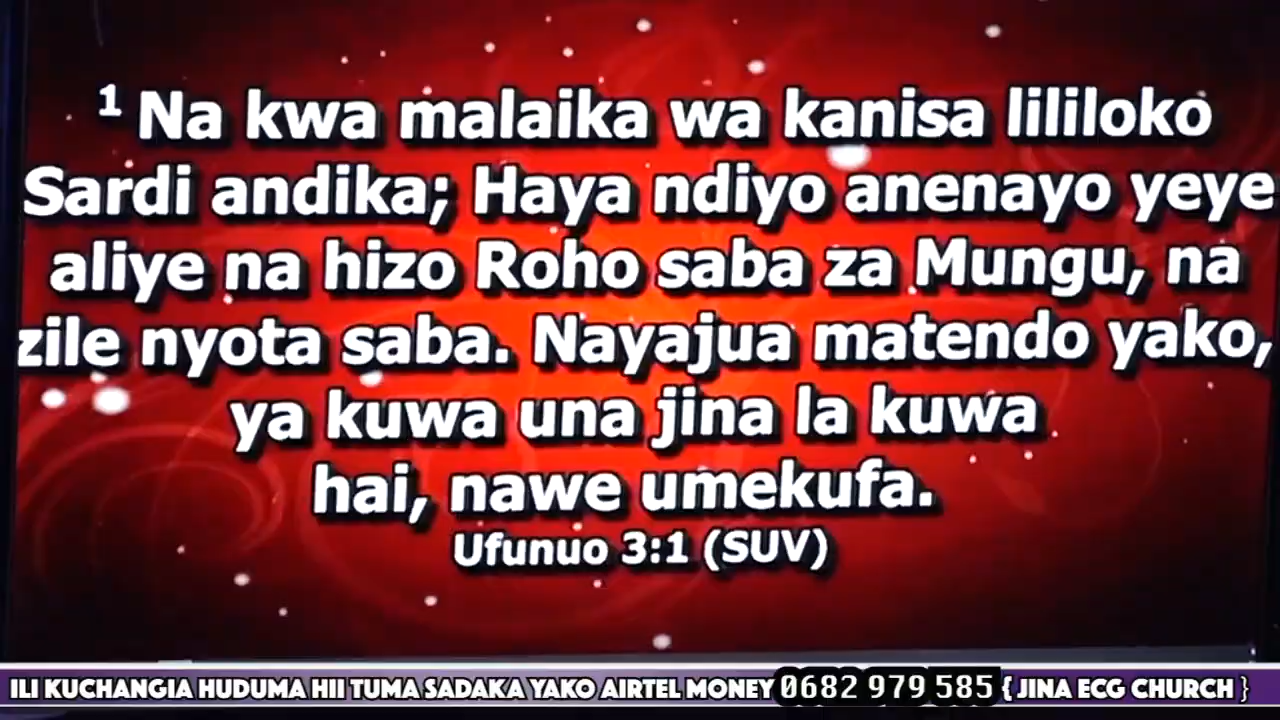 1 Na kwa malaika wa kanisa lililoko
Sardi andika; Haya ndiyo anenayo yeye
aliye na hizo Roho saba za Mungu, na
zile nyota saba. Nayajua matendo yako,
ya kuwa una jina la kuwa
hai, nawe umekufa.
Ufunuo 3:1 (SUV)
ILI KUCHANGIA HUDUMA HII TUMA SADAKA YAKO AIRTEL MONEY 0682 979 585 { JINA ECG CHURCH }